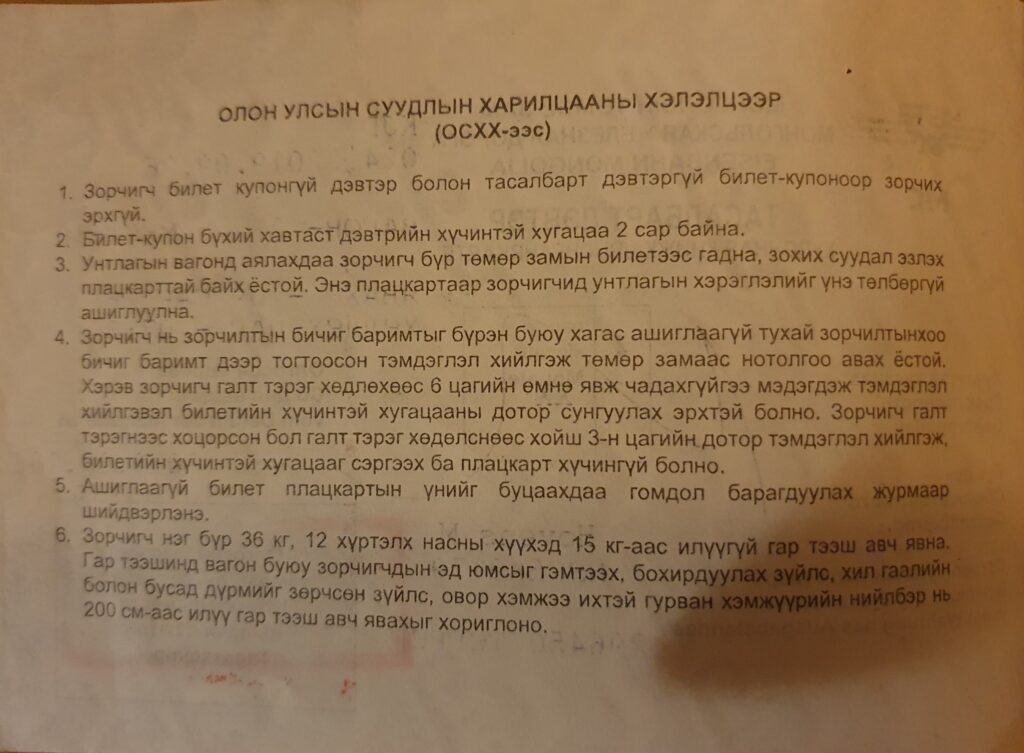 ОЛОН УЛСЫН СУУДЛЫН ХАРИЛЦААНЫ ХЭЛЭЛЦЭЭР
(ОСХХ-ээс)
1. Зорчигч билет купонгүй дэвтэр болон тасалбарт дэвтэргүй билет-купоноор зорчих
эрхгүй.
2. Билет-купон бүхий хавтаст дэвтрийн хүчинтэй хугацаа 2 сар байна.
3. Унтлагын вагонд аялахдаа зорчигч бүр төмөр замын билетээс гадна, зохих суудал эзлэх
плацкарттай байх ёстой. Энэ плацкартаар зорчигчид унтлагын хэрэглэлийг үнэ төлбөргүй
ашиглуулна.
4. Зорчигч нь зорчилтын бичиг баримтыг бүрэн буюу хагас ашиглаагүй тухай зорчилтынхоо
бичиг баримт дээр тогтоосон тэмдэглэл хийлгэж төмөр замаас нотолгоо авах ёстой.
Хэрэв зорчигч галт тэрэг хөдлөхөөс 6 цагийн өмнө явж чадахгүйгээ мэдэгдэж тэмдэглэл
хийлгэвэл билетийн хүчинтэй хугацааны дотор сунгуулах эрхтэй болно. Зорчигч галт
тэрэгнээс хоцорсон бол галт тэрэг хөдөлснөөс хойш 3-н цагийн дотор тэмдэглэл хийлгэж,
билетийн хүчинтэй хугацааг сэргээх ба плацкарт хүчингүй болно.
5. Ашиглаагүй билет плацкартын үнийг буцаахдаа гомдол барагдуулах журмаар
шийдвэрлэнэ.
6. Зорчигч нэг бүр 36 кг, 12 хүртэлх насны хүүхэд 15 кг-аас илүүгүй гар тээш авч явна.
Гар тээшинд вагон буюу зорчигчдын эд юмсыг гэмтээх, бохирдуулах зүйлс, хил гаалийн
болон бусад дүрмийг зөрчсөн зүйлс, овор хэмжээ ихтэй гурван хэмжүүрийн нийлбэр нь
200 см-аас илүү гар тээш авч явахыг хориглоно.